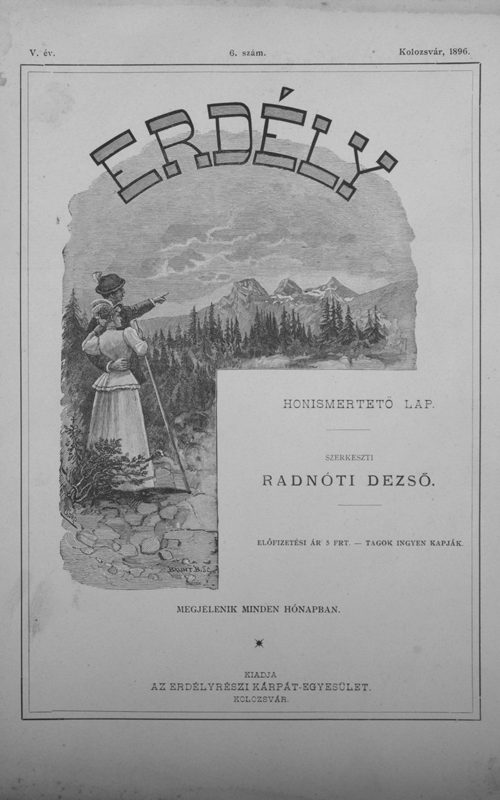 V. év.
6. szám.
Kolozsvár, 1896.
ERDÉLY
HONISMERTETŐ LAP.
SZERKESZTI
RADNÓTI DEZSŐ.
ELŐFIZETÉSI ÁR 3 FRT. — TAGOK INGYEN KAPJÁK.
MEGJELENIK MINDEN HÓNAPBAN.
KIADJA
AZ ERDÉLYRÉSZI KÁRPÁT-EGYESÜLET.
KOLOZSVÁR.